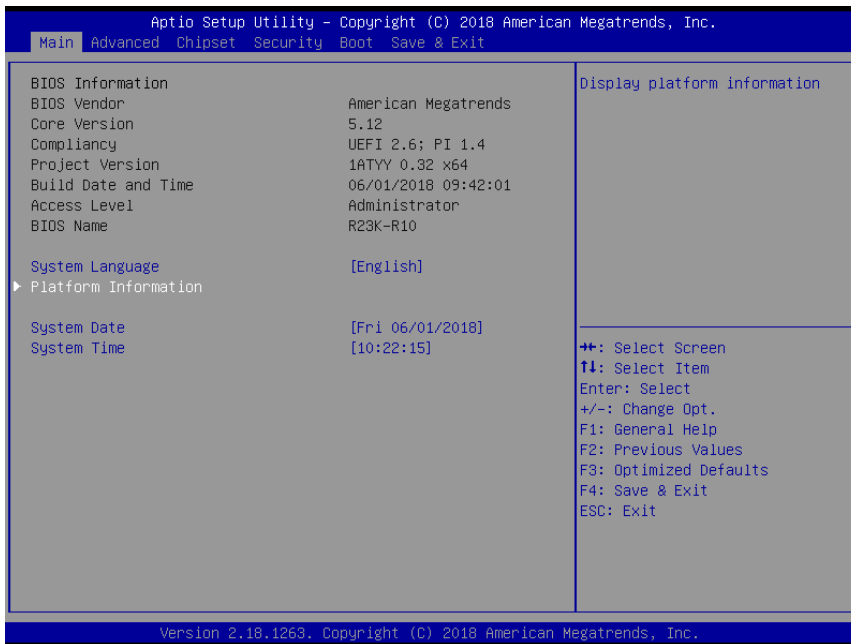 Aptio Setup Utility – Copyright (C) 2018 American Megatrends, Inc.
Main Advanced Chipset Security Boot Save & Exit
BIOS Information
BIOS Vendor American Megatrends
Core Version 5.12
Compliancy UEFI 2.6; PI 1.4
Project Version 1ATYY 0.32 x64
Build Date and Time 06/01/2018 09:42:01
Access Level Administrator
BIOS Name R23K-R10
System Language [English]
Platform Information
System Date [Fri 06/01/2018]
System Time [10:22:15]
Display platform information
→←: Select Screen
↑↓: Select Item
Enter: Select
+/-: Change Opt.
F1: General Help
F2: Previous Values
F3: Optimized Defaults
F4: Save & Exit
ESC: Exit
Version 2.18.1263. Copyright (C) 2018 American Megatrends, Inc.